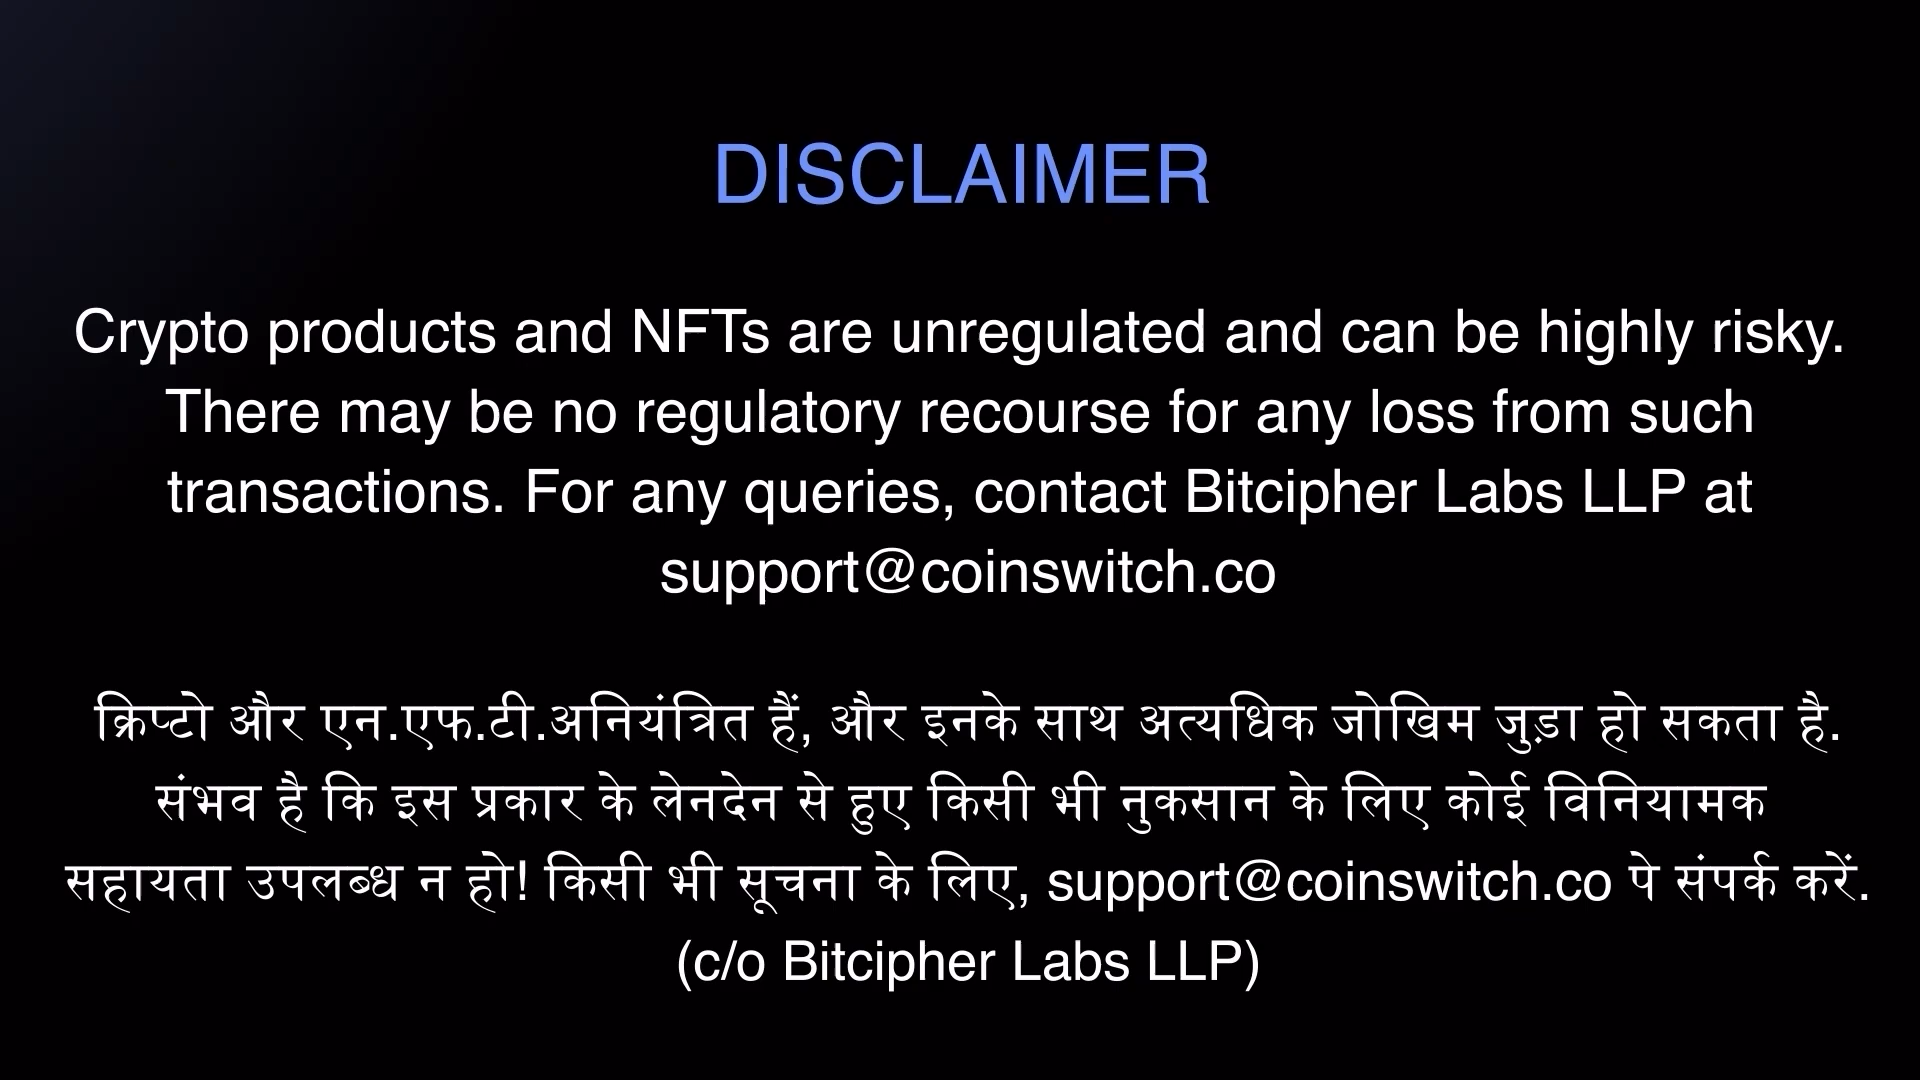 DISCLAIMER
Crypto products and NFTs are unregulated and can be highly risky.
There may be no regulatory recourse for any loss from such
transactions. For any queries, contact Bitcipher Labs LLP at
support@coinswitch.co
क्रिप्टो और एन.एफ.टी.अनियंत्रित हैं, और इनके साथ अत्यधिक जोखिम जुड़ा हो सकता है.
संभव है कि इस प्रकार के लेनदेन से हुए किसी भी नुकसान के लिए कोई विनियामक
सहायता उपलब्ध न हो! किसी भी सूचना के लिए, support@coinswitch.co पे संपर्क करें.
(c/o Bitcipher Labs LLP)